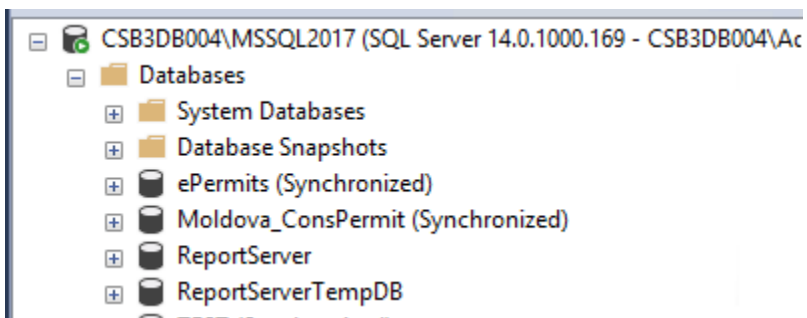 CSB3DB004\MSSQL2017 (SQL Server 14.0.1000.169 - CSB3DB004\Ac
Databases
System Databases
Database Snapshots
ePermits (Synchronized)
Moldova_ConsPermit (Synchronized)
ReportServer
ReportServerTempDB